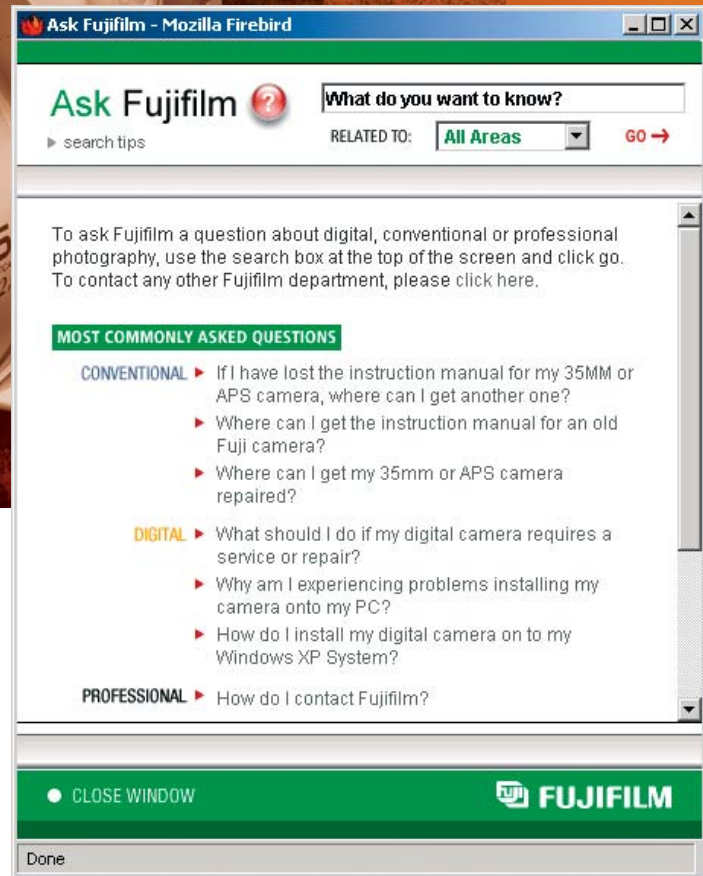 Ask Fujifilm - Mozilla Firebird
Ask Fujifilm ?
search tips
What do you want to know?
RELATED TO: All Areas GO
To ask Fujifilm a question about digital, conventional or professional
photography, use the search box at the top of the screen and click go.
To contact any other Fujifilm department, please click here.
MOST COMMONLY ASKED QUESTIONS
CONVENTIONAL If I have lost the instruction manual for my 35MM or
APS camera, where can I get another one?
Where can I get the instruction manual for an old
Fuji camera?
Where can I get my 35mm or APS camera
repaired?
DIGITAL What should I do if my digital camera requires a
service or repair?
Why am I experiencing problems installing my
camera onto my PC?
How do I install my digital camera on to my
Windows XP System?
PROFESSIONAL How do I contact Fujifilm?
CLOSE WINDOW
FUJI FUJIFILM
Done